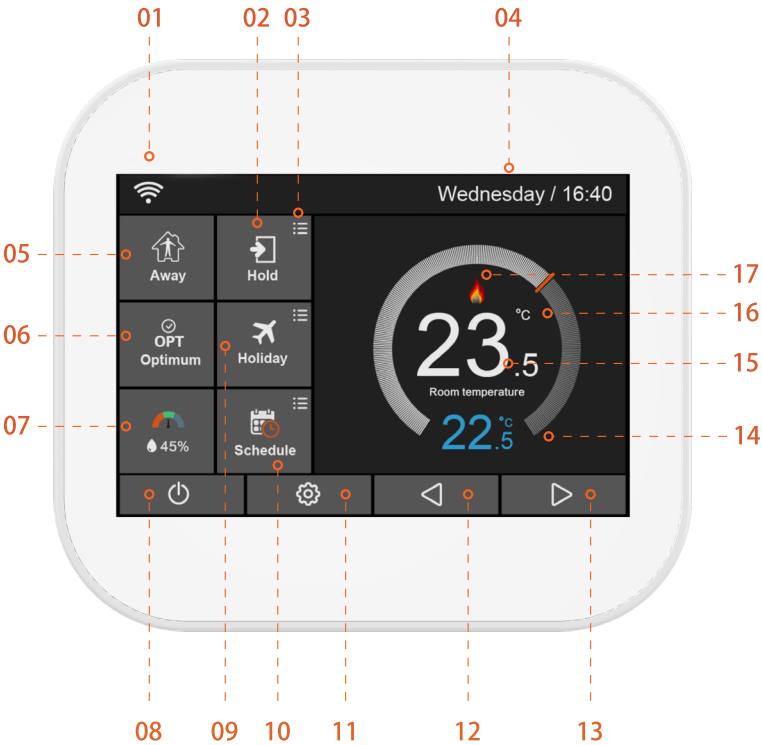 01 02 03 04
Wednesday / 16:40
05 Away Hold
17
℃ 16
06 OPT
Optimum Holiday
23.5 15
Room temperature
07 45% Schedule
22.5 ℃ 14
08 09 10 11 12 13